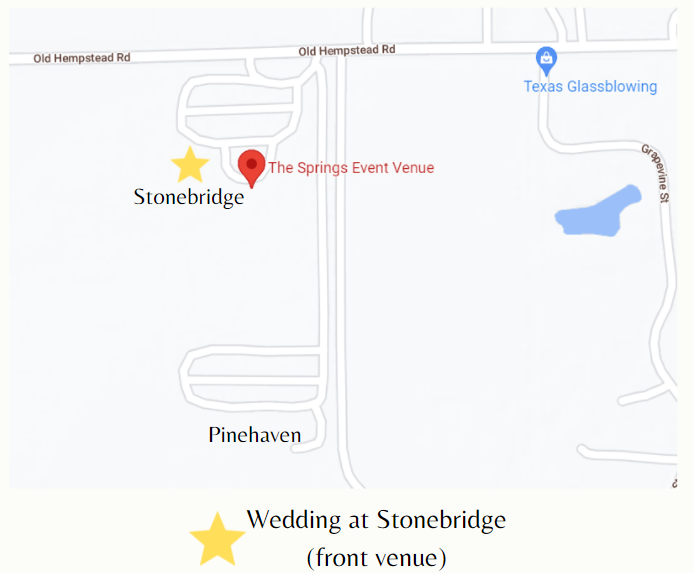 Old Hempstead Rd
Old Hempstead Rd
Texas Glassblowing
Grapevine St
The Springs Event Venue
Stonebridge
Pinehaven
Wedding at Stonebridge
(front venue)